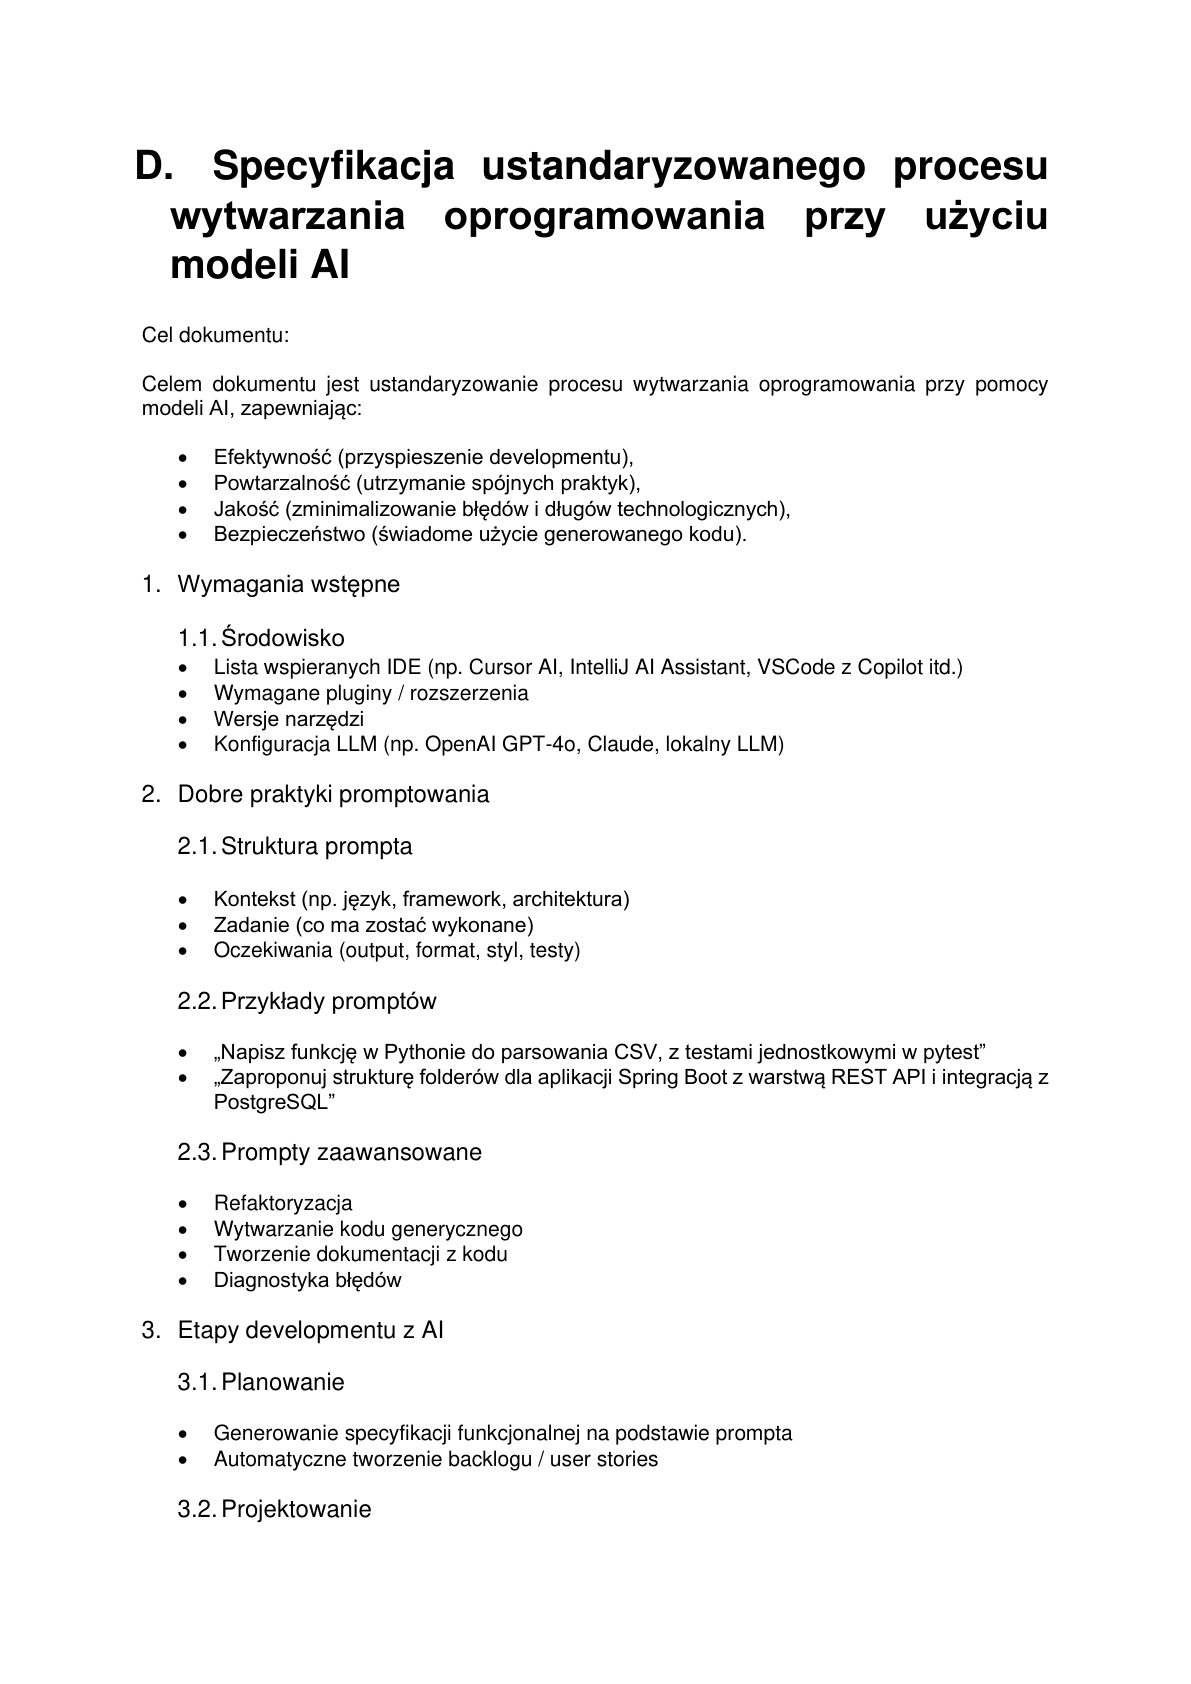 D. Specyfikacja ustandaryzowanego procesu
wytwarzania oprogramowania przy użyciu
modeli AI
Cel dokumentu:
Celem dokumentu jest ustandaryzowanie procesu wytwarzania oprogramowania przy pomocy
modeli AI, zapewniając:
• Efektywność (przyspieszenie developmentu),
• Powtarzalność (utrzymanie spójnych praktyk),
• Jakość (zminimalizowanie błędów i długów technologicznych),
• Bezpieczeństwo (świadome użycie generowanego kodu).
1. Wymagania wstępne
1.1. Środowisko
• Lista wspieranych IDE (np. Cursor AI, IntelliJ AI Assistant, VSCode z Copilot itd.)
• Wymagane pluginy / rozszerzenia
• Wersje narzędzi
• Konfiguracja LLM (np. OpenAI GPT-4o, Claude, lokalny LLM)
2. Dobre praktyki promptowania
2.1. Struktura prompta
• Kontekst (np. język, framework, architektura)
• Zadanie (co ma zostać wykonane)
• Oczekiwania (output, format, styl, testy)
2.2. Przykłady promptów
• „Napisz funkcję w Pythonie do parsowania CSV, z testami jednostkowymi w pytest”
• „Zaproponuj strukturę folderów dla aplikacji Spring Boot z warstwą REST API i integracją z
PostgreSQL”
2.3. Prompty zaawansowane
• Refaktoryzacja
• Wytwarzanie kodu generycznego
• Tworzenie dokumentacji z kodu
• Diagnostyka błędów
3. Etapy developmentu z AI
3.1. Planowanie
• Generowanie specyfikacji funkcjonalnej na podstawie prompta
• Automatyczne tworzenie backlogu / user stories
3.2. Projektowanie